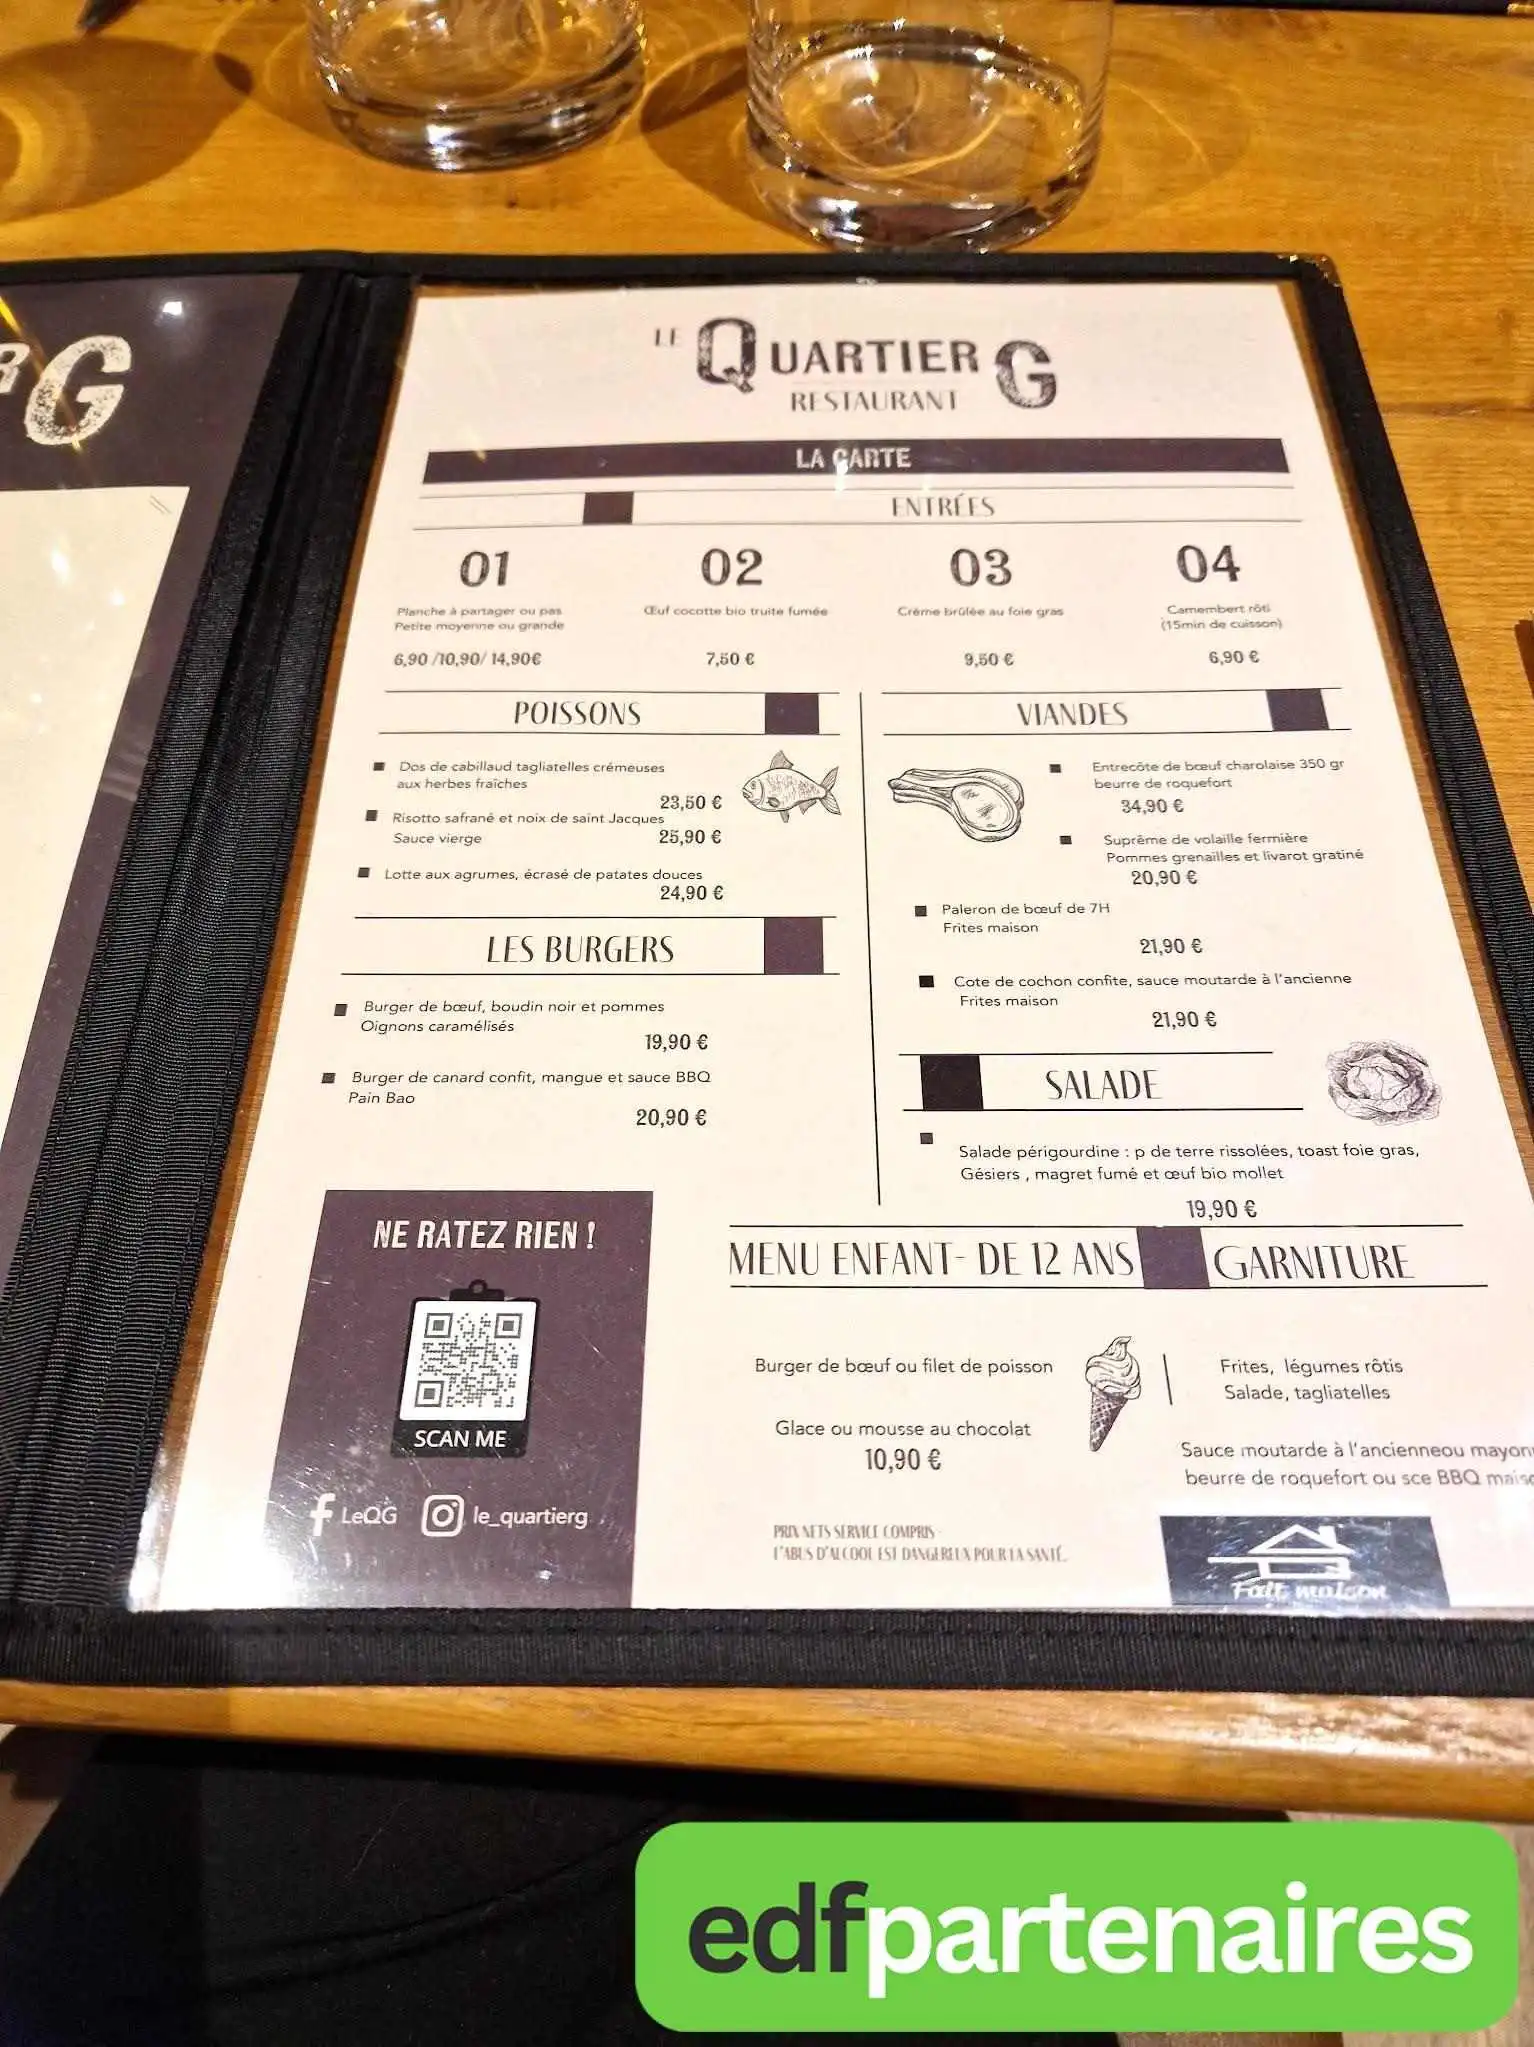 R G
LE QUARTIER G
RESTAURANT
LA CARTE
ENTRÉES
01
Planche à partager ou pas
Petite moyenne ou grande
6,90 /10,90/ 14,90€
02
Œuf cocotte bio truite fumée
7,50 €
03
Crème brûlée au foie gras
9,50 €
04
Camembert rôti
(15min de cuisson)
6,90 €
POISSONS
Dos de cabillaud tagliatelles crémeuses
aux herbes fraîches
23,50 €
Risotto safrané et noix de saint Jacques
Sauce vierge 25,90 €
Lotte aux agrumes, écrasé de patates douces
24,90 €
LES BURGERS
Burger de bœuf, boudin noir et pommes
Oignons caramélisés
19,90 €
Burger de canard confit, mangue et sauce BBQ
Pain Bao
20,90 €
VIANDES
Entrecôte de bœuf charolaise 350 gr
beurre de roquefort
34,90 €
Suprême de volaille fermière
Pommes grenailles et livarot gratiné
20,90 €
Paleron de bœuf de 7H
Frites maison
21,90 €
Cote de cochon confite, sauce moutarde à l'ancienne
Frites maison
21,90 €
SALADE
Salade périgourdine : p de terre rissolées, toast foie gras,
Gésiers , magret fumé et œuf bio mollet
19,90 €
NE RATEZ RIEN !
SCAN ME
LeQG le_quartierg
MENU ENFANT- DE 12 ANS
Burger de bœuf ou filet de poisson
Glace ou mousse au chocolat
10,90 €
GARNITURE
Frites, légumes rôtis
Salade, tagliatelles
Sauce moutarde à l'ancienneou mayon
beurre de roquefort ou sce BBQ mais
PRIX NETS SERVICE COMPRIS -
L'ABUS D'ALCOOL EST DANGEREUX POUR LA SANTÉ.
Fait maison
edfpartenaires